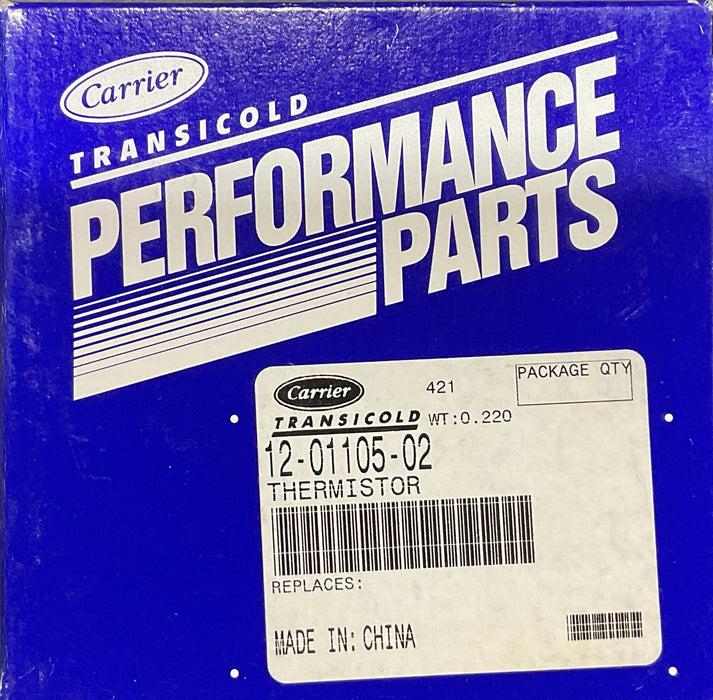 Carrier
TRANSICOLD
PERFORMANCE
PARTS
Carrier 421 PACKAGE QTY
TRANSICOLD WT:0.220
12-01105-02
THERMISTOR
REPLACES:
MADE IN: CHINA